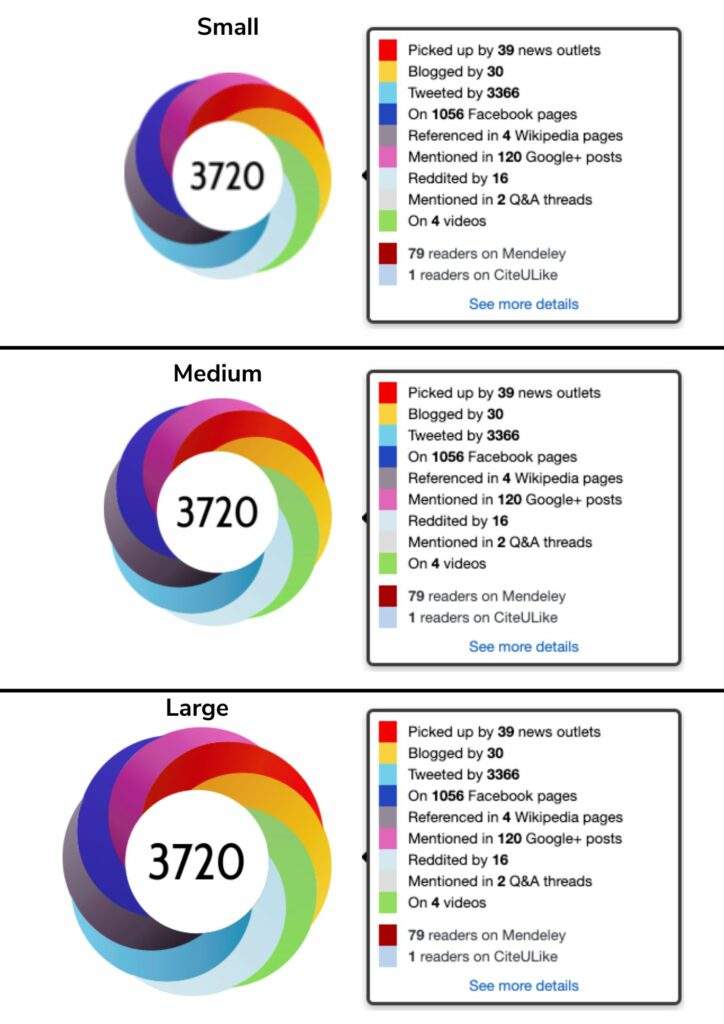 Small
3720
Picked up by 39 news outlets
Blogged by 30
Tweeted by 3366
On 1056 Facebook pages
Referenced in 4 Wikipedia pages
Mentioned in 120 Google+ posts
Reddited by 16
Mentioned in 2 Q&A threads
On 4 videos
79 readers on Mendeley
1 readers on CiteULike
See more details
Medium
3720
Picked up by 39 news outlets
Blogged by 30
Tweeted by 3366
On 1056 Facebook pages
Referenced in 4 Wikipedia pages
Mentioned in 120 Google+ posts
Reddited by 16
Mentioned in 2 Q&A threads
On 4 videos
79 readers on Mendeley
1 readers on CiteULike
See more details
Large
3720
Picked up by 39 news outlets
Blogged by 30
Tweeted by 3366
On 1056 Facebook pages
Referenced in 4 Wikipedia pages
Mentioned in 120 Google+ posts
Reddited by 16
Mentioned in 2 Q&A threads
On 4 videos
79 readers on Mendeley
1 readers on CiteULike
See more details